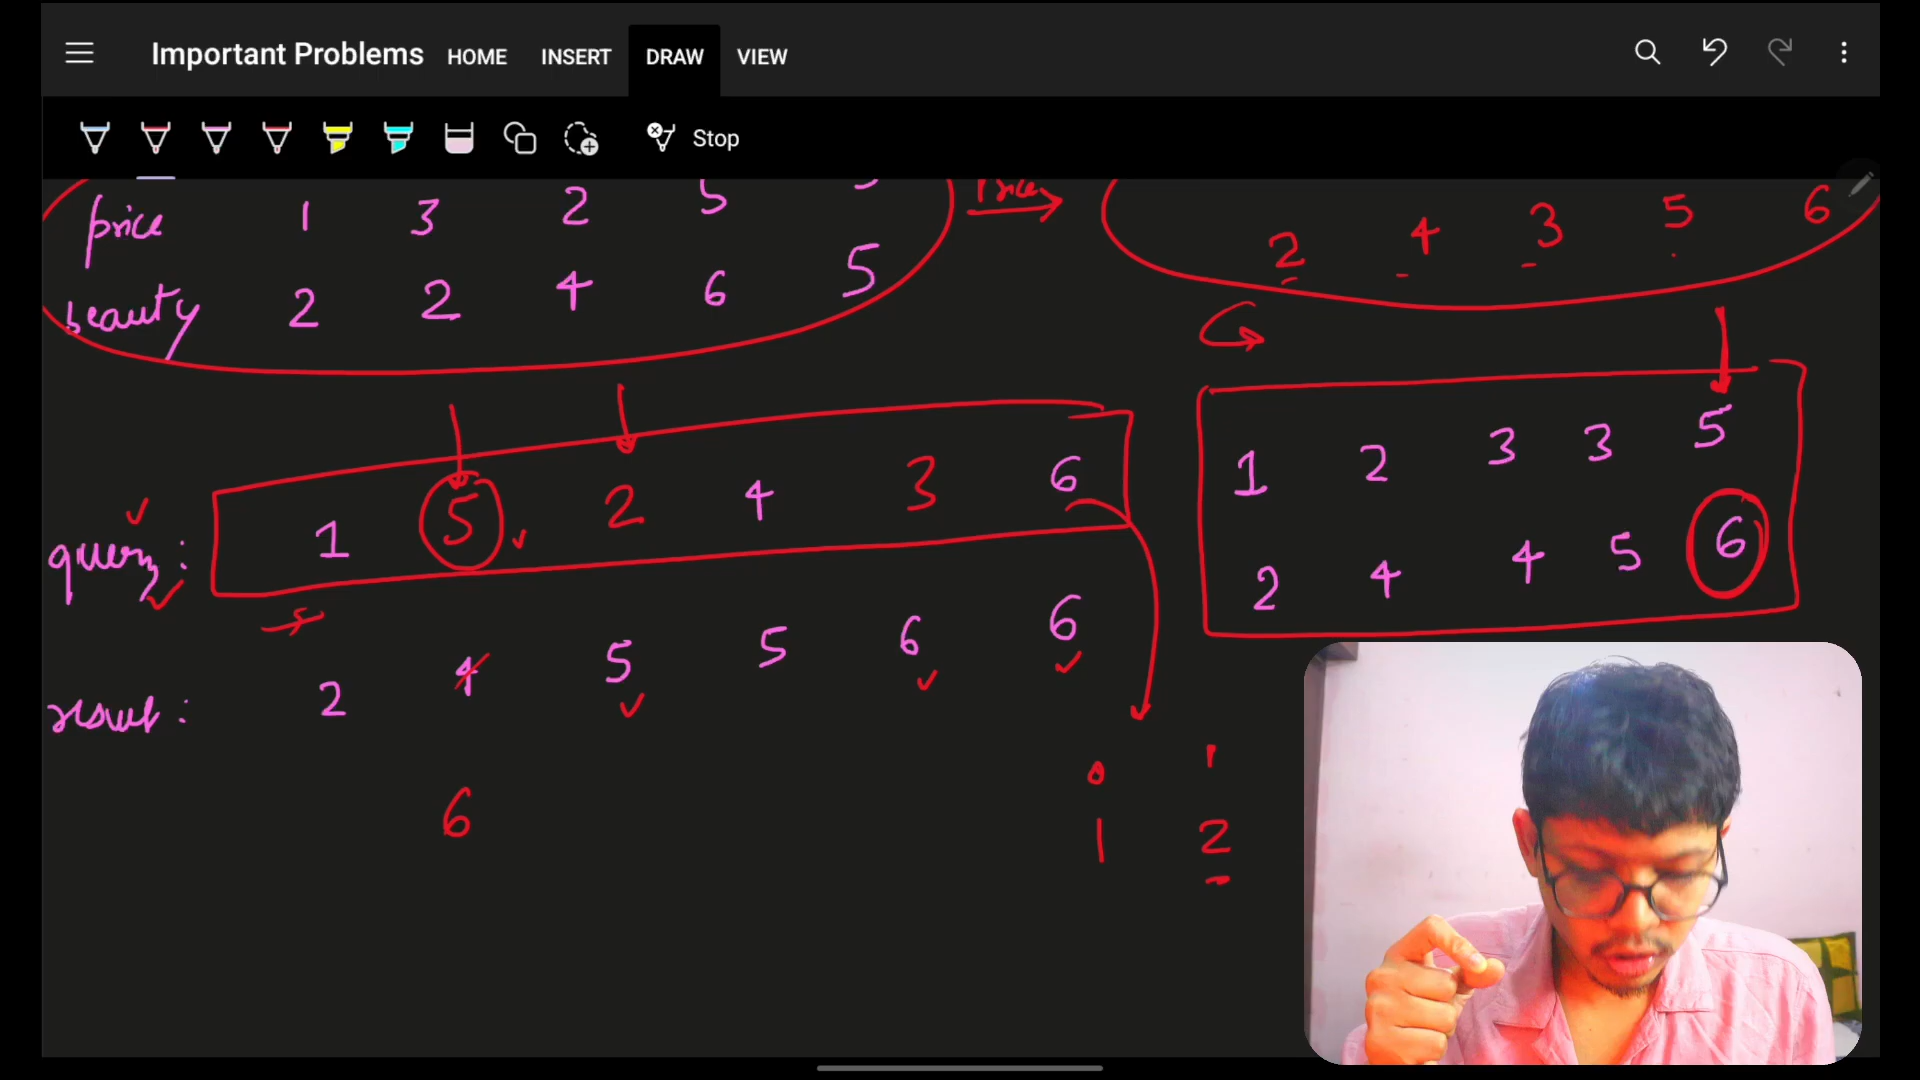 Important Problems HOME INSERT DRAW VIEW
Stop
price 1 3 2 5
beauty 2 2 4 6 5
Price
2 4 3 5 6
1 2 3 3 5
2 4 4 5 6
query: 1 5 2 4 3 6
result: 2 4 5 5 6 6
6
0 1
1 2